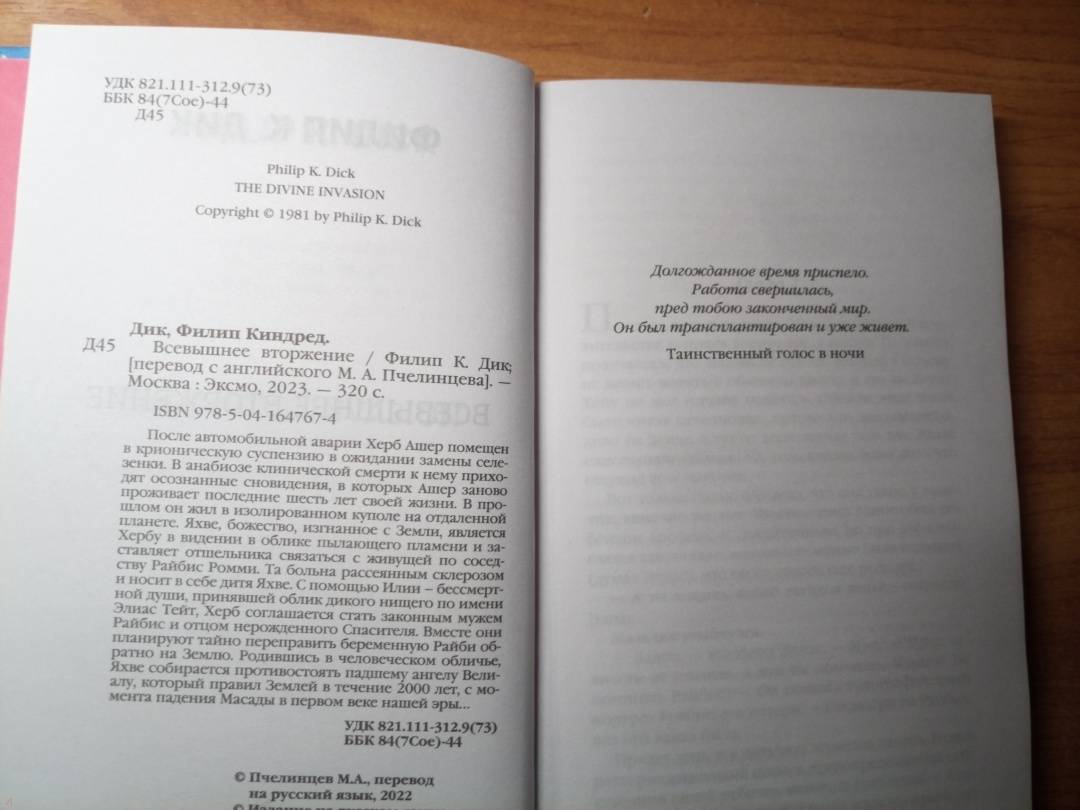 УДК 821.111-312.9(73)
ББК 84(7Сое)-44
Д45
Philip K. Dick
THE DIVINE INVASION
Copyright © 1981 by Philip K. Dick
Дик, Филип Киндред.
Д45 Всевышнее вторжение / Филип К. Дик;
[перевод с английского М. А. Пчелинцева]. —
Москва : Эксмо, 2023. — 320 с.
ISBN 978-5-04-164767-4
После автомобильной аварии Херб Ашер помещен
в крионическую суспензию в ожидании замены селе-
зенки. В анабиозе клинической смерти к нему прихо-
дят осознанные сновидения, в которых Ашер заново
проживает последние шесть лет своей жизни. В про-
шлом он жил в изолированном куполе на отдаленной
планете. Яхве, божество, изгнанное с Земли, является
Хербу в видении в облике пылающего пламени и за-
ставляет отшельника связаться с живущей по сосед-
ству Райбис Ромми. Та больна рассеянным склерозом
и носит в себе дитя Яхве. С помощью Илии – бессмерт-
ной души, принявшей облик дикого нищего по имени
Элиас Тейт, Херб соглашается стать законным мужем
Райбис и отцом нерожденного Спасителя. Вместе они
планируют тайно переправить беременную Райби об-
ратно на Землю. Родившись в человеческом обличье,
Яхве собирается противостоять падшему ангелу Вели-
алу, который правил Землей в течение 2000 лет, с мо-
мента падения Масады в первом веке нашей эры...
УДК 821.111-312.9(73)
ББК 84(7Сое)-44
© Пчелинцев М.А., перевод
на русский язык, 2022
Долгожданное время приспело.
Работа свершилась,
пред тобою законченный мир.
Он был трансплантирован и уже живет.
Таинственный голос в ночи